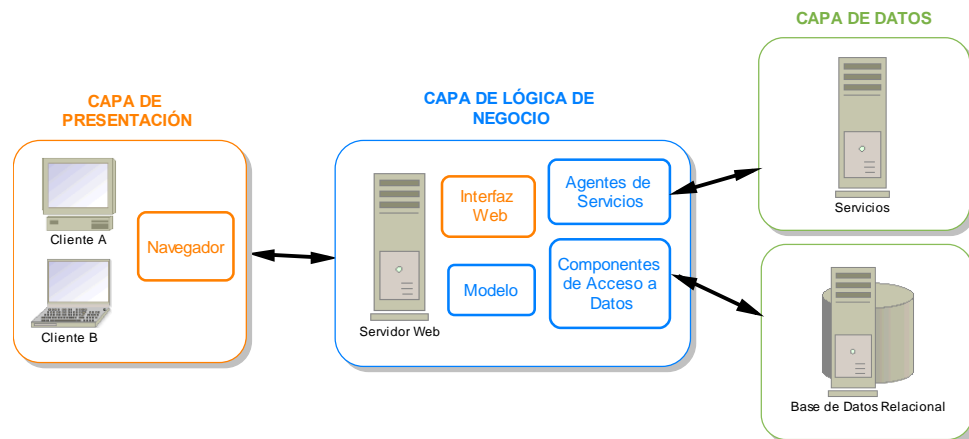 CAPA DE
PRESENTACIÓN
Cliente A
Navegador
Cliente B
CAPA DE LÓGICA DE
NEGOCIO
Servidor Web
Interfaz
Web
Modelo
Agentes de
Servicios
Componentes
de Acceso a
Datos
CAPA DE DATOS
Servicios
Base de Datos Relacional